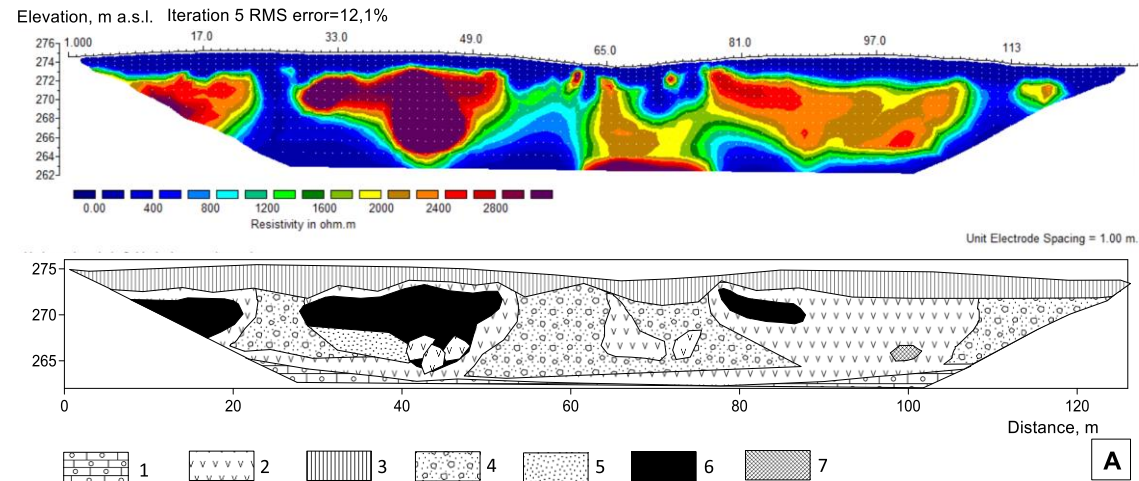 Elevation, m a.s.l. Iteration 5 RMS error=12,1%
1.000 17.0 33.0 49.0 65.0 81.0 97.0 113
276
274
272
270
268
266
264
262
0.00 400 800 1200 1600 2000 2400 2800
Resistivity in ohm.m
Unit Electrode Spacing = 1.00 m.
275
270
265
0 20 40 60 80 100 120
Distance, m
1 2 3 4 5 6 7
A